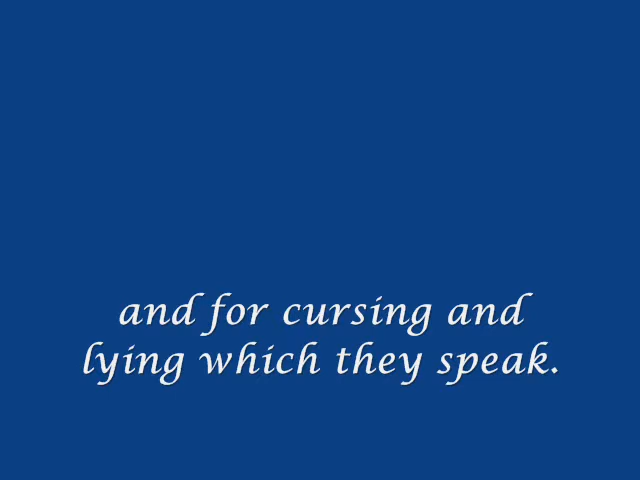 and for cursing and
lying which they speak.